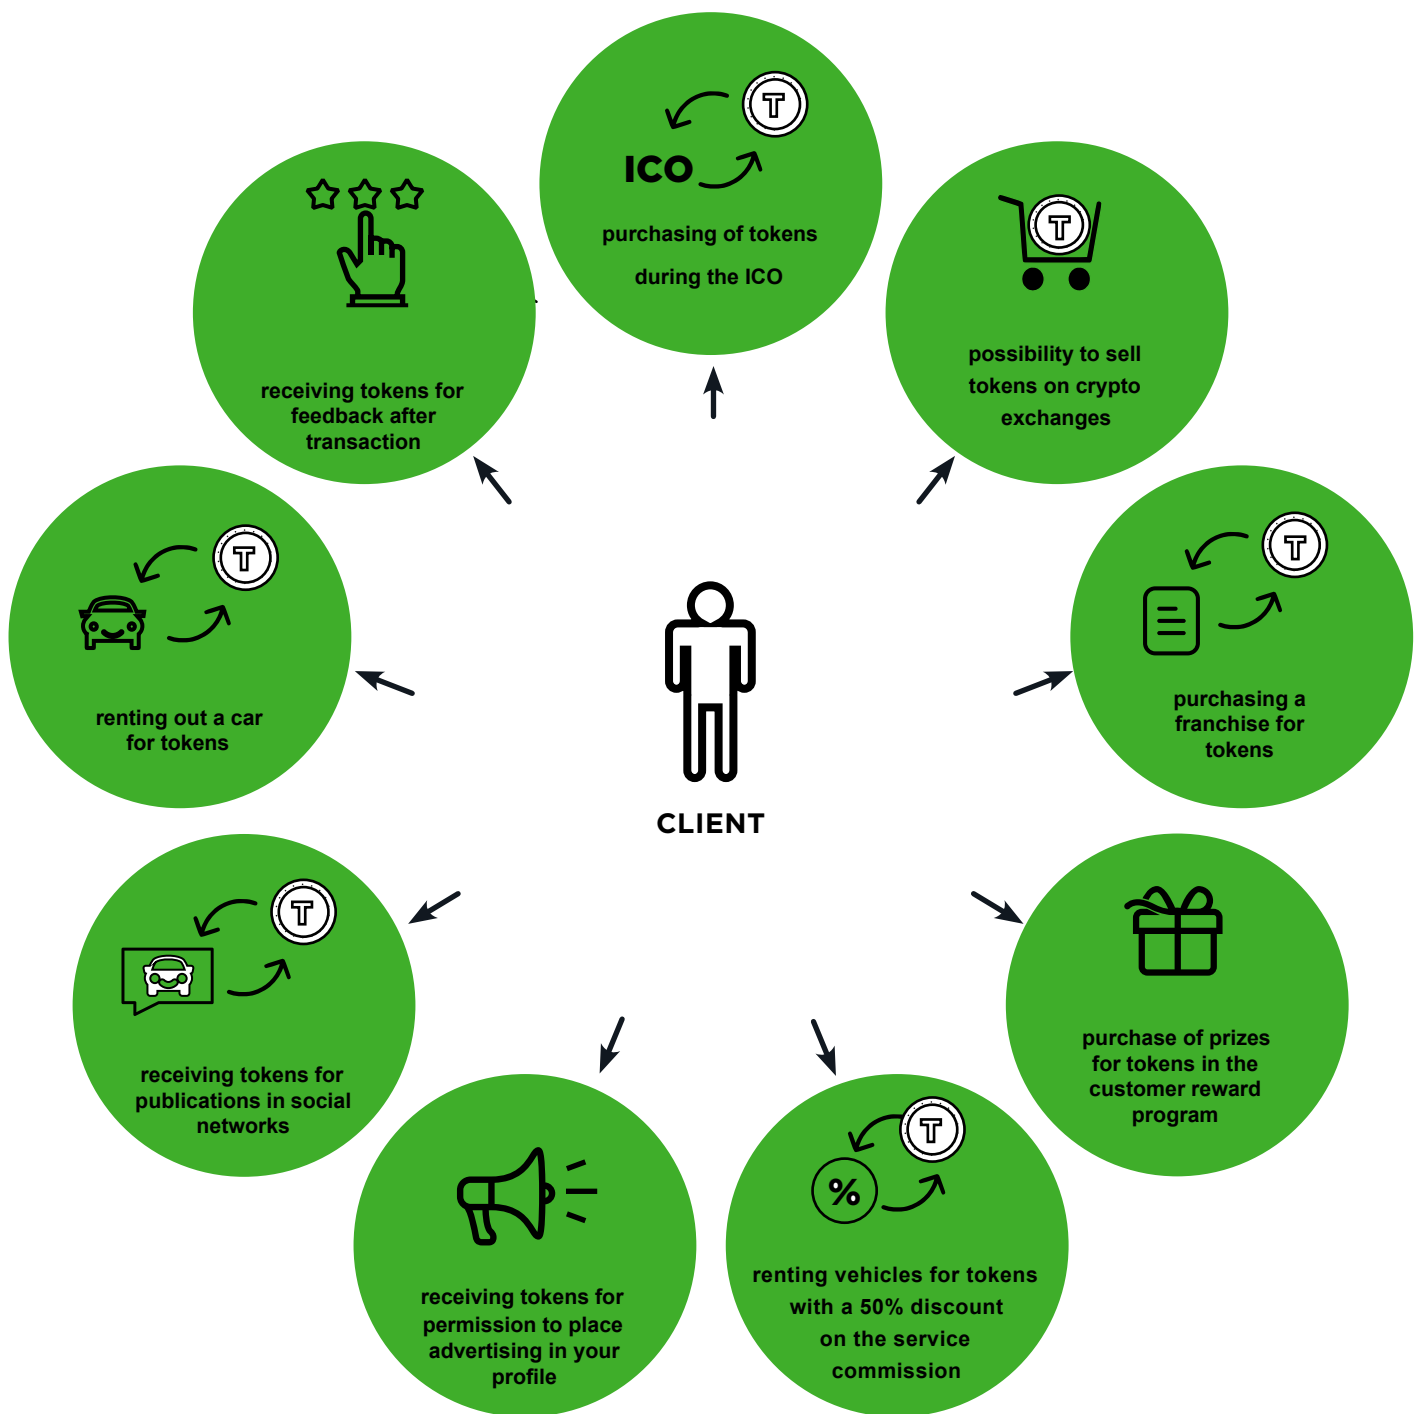 T
ICO
purchasing of tokens
during the ICO
T
possibility to sell
tokens on crypto
exchanges
T
purchasing a
franchise for
tokens
purchase of prizes
for tokens in the
customer reward
program
T
%
renting vehicles for tokens
with a 50% discount
on the service
commission
receiving tokens for
permission to place
advertising in your
profile
T
receiving tokens for
publications in social
networks
T
renting out a car
for tokens
receiving tokens for
feedback after
transaction
CLIENT